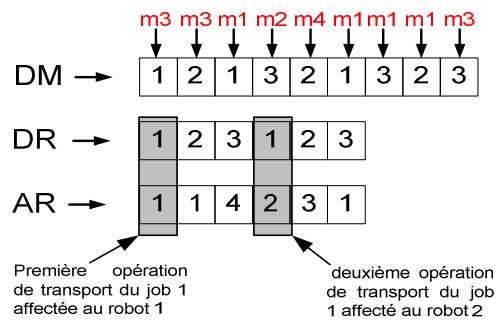 m3 m3 m1 m2 m4 m1 m1 m1 m3
DM 1 2 1 3 2 1 3 2 3
DR 1 2 3 1 2 3
AR 1 1 4 2 3 1
Première opération
de transport du job 1
affectée au robot 1
deuxième opération
de transport du job
1 affecté au robot 2